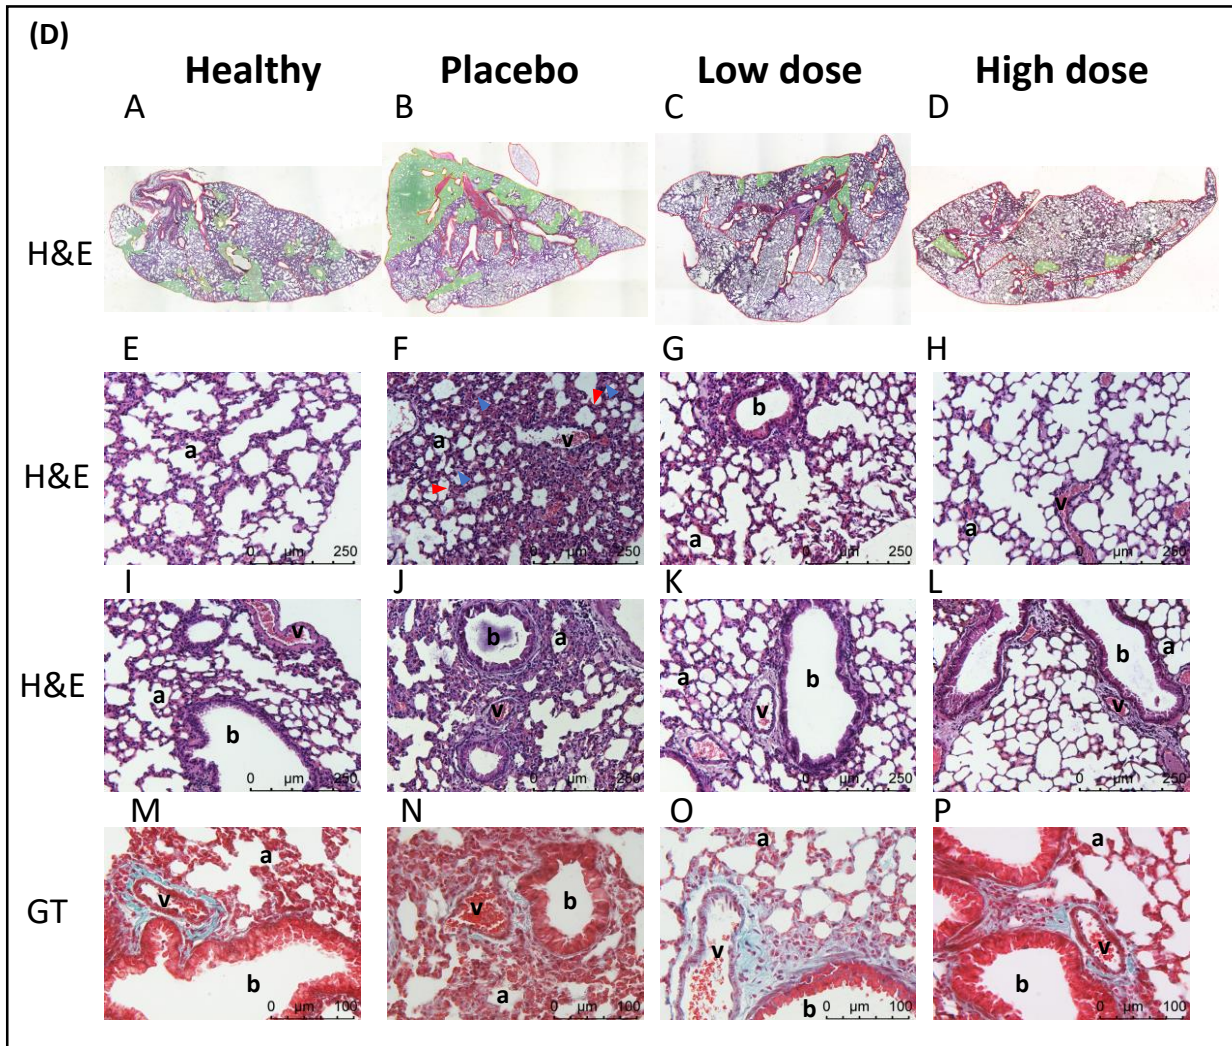 (D)
Healthy Placebo Low dose High dose
A B C D
H&E
E F G H
H&E
a
a v
b a
v a
0 µm 250
0 µm 250
0 µm 250
0 µm 250
I J K L
H&E
v a b
b a v
a v b
b a v
0 µm 250
0 µm 250
0 µm 250
0 µm 250
M N O P
GT
a v b
v b a
a v b
a v b
0 µm 100
0 µm 100
0 µm 100
0 µm 100